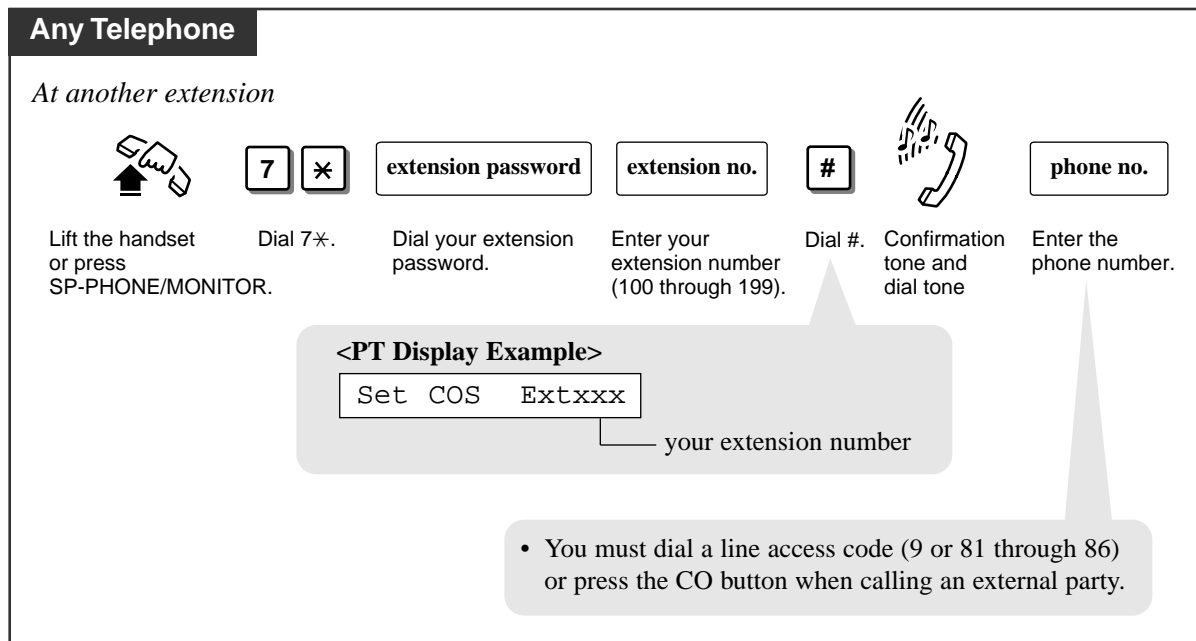 Any Telephone
At another extension
7 ✳ extension password extension no. # phone no.
Lift the handset
or press
SP-PHONE/MONITOR.
Dial 7✳.
Dial your extension
password.
Enter your
extension number
(100 through 199).
Dial #.
Confirmation
tone and
dial tone
Enter the
phone number.
<PT Display Example>
Set COS Extxxx
your extension number
• You must dial a line access code (9 or 81 through 86)
or press the CO button when calling an external party.